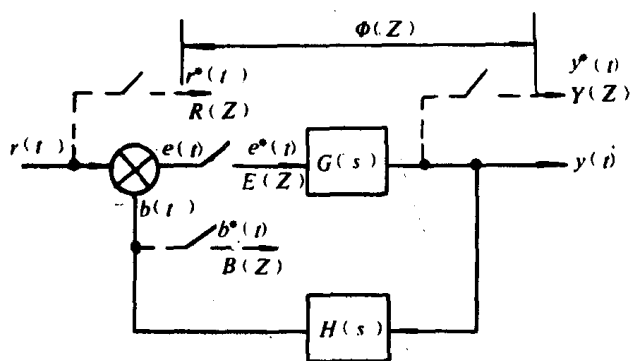 Φ(Z)
r*(t)
R(Z)
y*(t)
Y(Z)
r(t)
e(t)
e*(t)
E(Z)
G(s)
y(t)
b(t)
b*(t)
B(Z)
H(s)